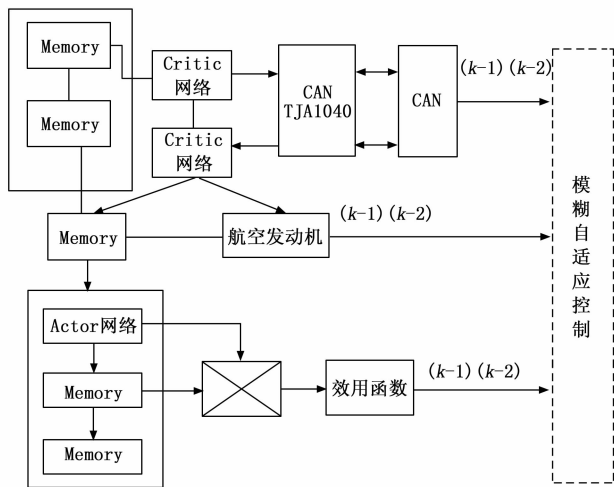 Memory
Memory
Critic
网络
Critic
网络
CAN
TJA1040
CAN
(k-1)(k-2)
Memory
航空发动机
(k-1)(k-2)
Actor网络
Memory
Memory
效用函数
(k-1)(k-2)
模糊自适应控制